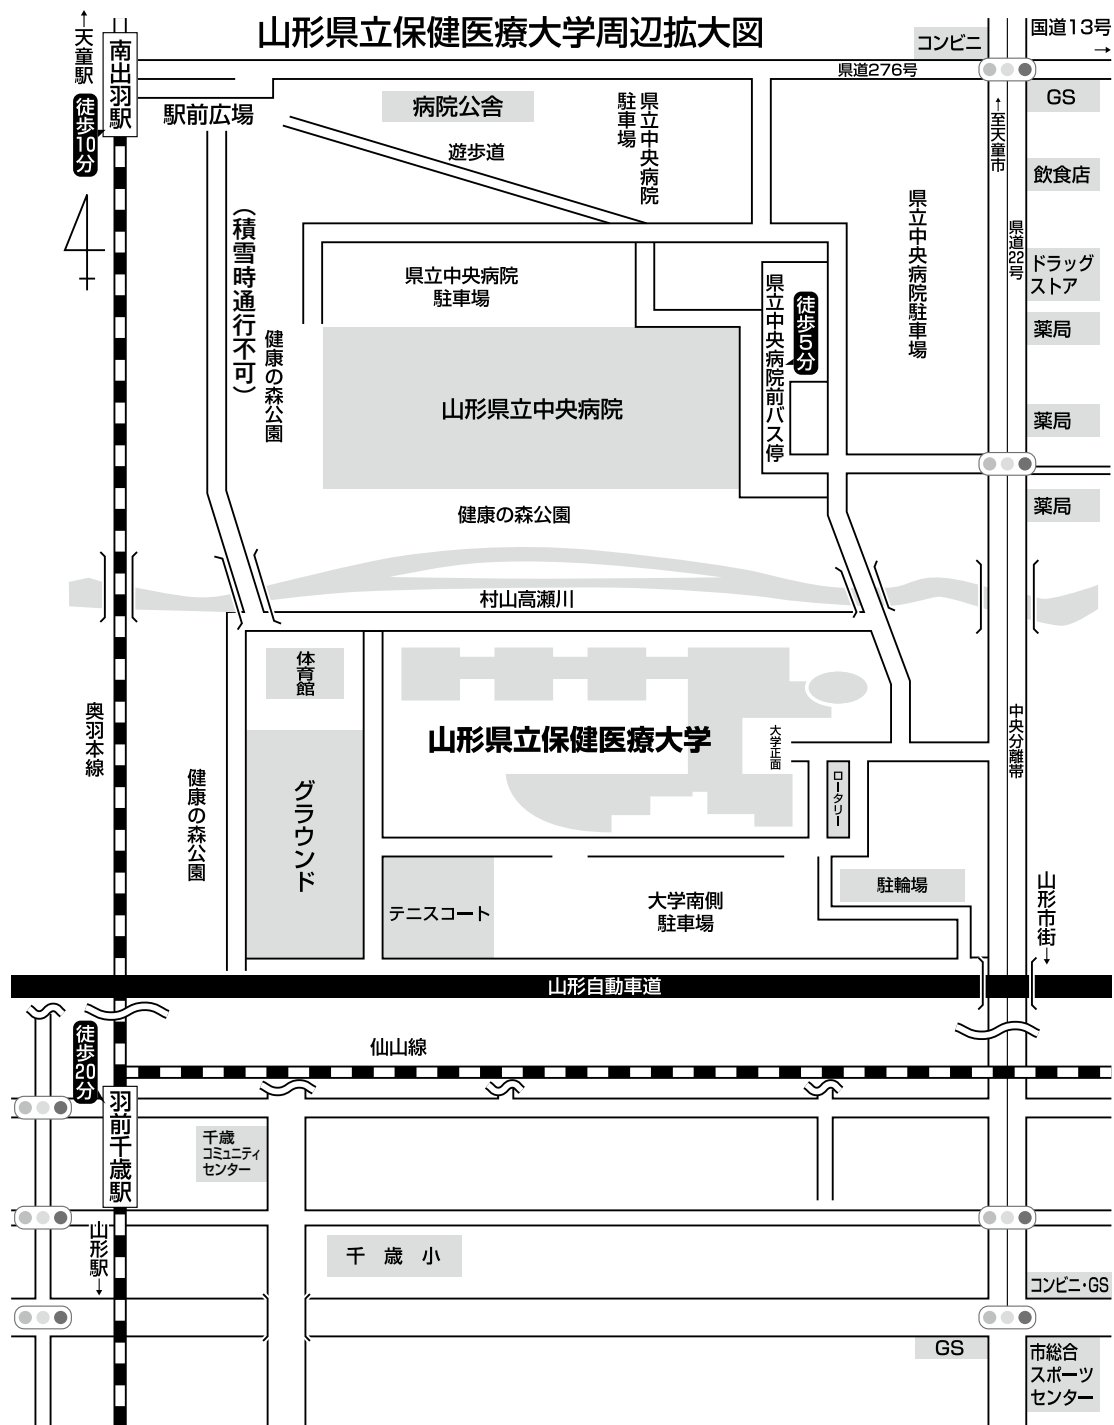 山形県立保健医療大学周辺拡大図
↑天童駅
南出羽駅
徒歩10分
駅前広場
コンビニ
国道13号
→
県道276号
GS
病院公舎
県立中央病院
駐車場
遊歩道
↑至天童市
飲食店
(積雪時通行不可)
県立中央病院駐車場
県道22号
ドラッグ
ストア
県立中央病院
駐車場
県立中央病院前バス停
徒歩5分
薬局
健康の森公園
山形県立中央病院
薬局
薬局
健康の森公園
村山高瀬川
体育館
山形県立保健医療大学
大学正面
奥羽本線
中央分離帯
健康の森公園
グラウンド
ロータリー
テニスコート
大学南側
駐車場
駐輪場
山形市街↓
山形自動車道
徒歩20分
仙山線
羽前千歳駅
千歳
コミュニティ
センター
山形駅↓
千歳小
コンビニ・GS
GS
市総合
スポーツ
センター